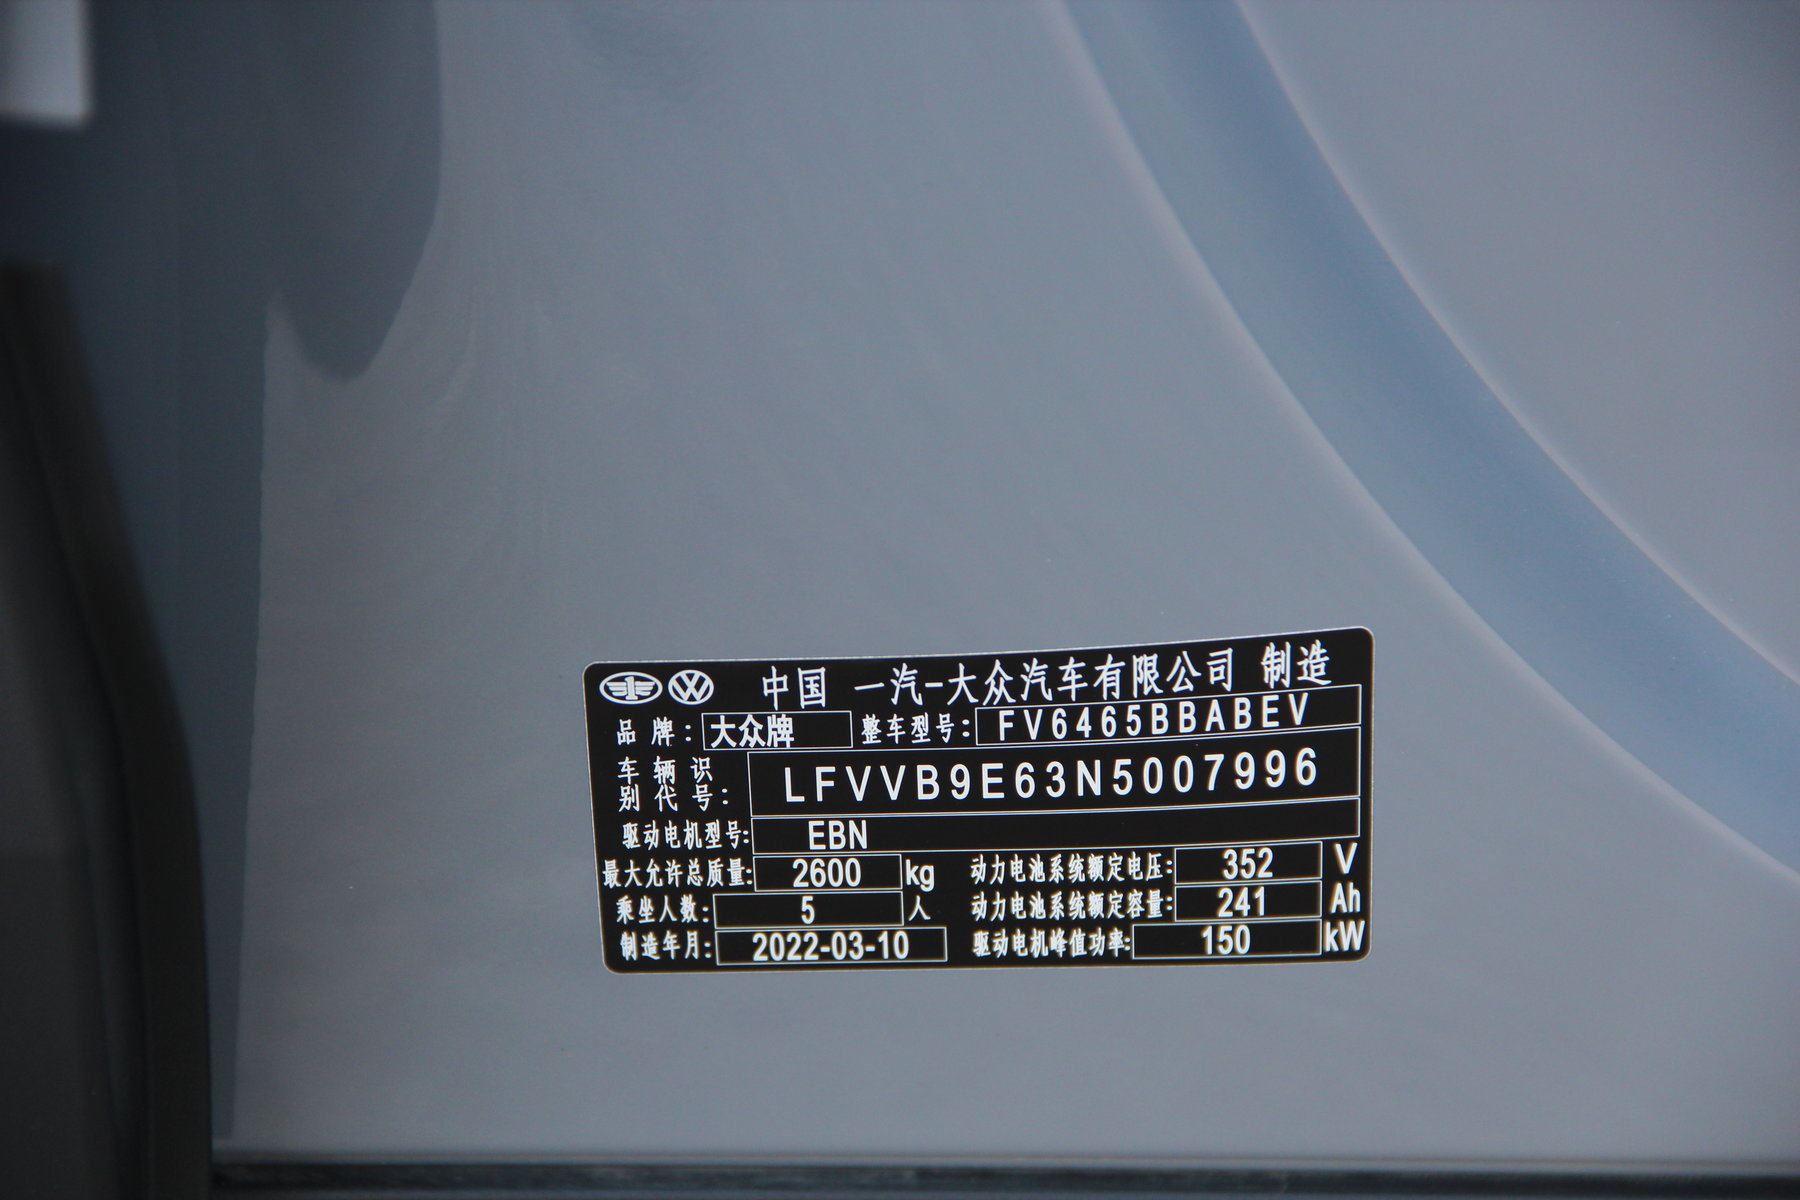 中国 一汽-大众汽车有限公司 制造
品牌: 大众牌 整车型号: FV6465BBABEV
车辆识别代号: LFVVB9E63N5007996
驱动电机型号: EBN
最大允许总质量: 2600 kg 动力电池系统额定电压: 352 V
乘坐人数: 5 人 动力电池系统额定容量: 241 Ah
制造年月: 2022-03-10 驱动电机峰值功率: 150 kW